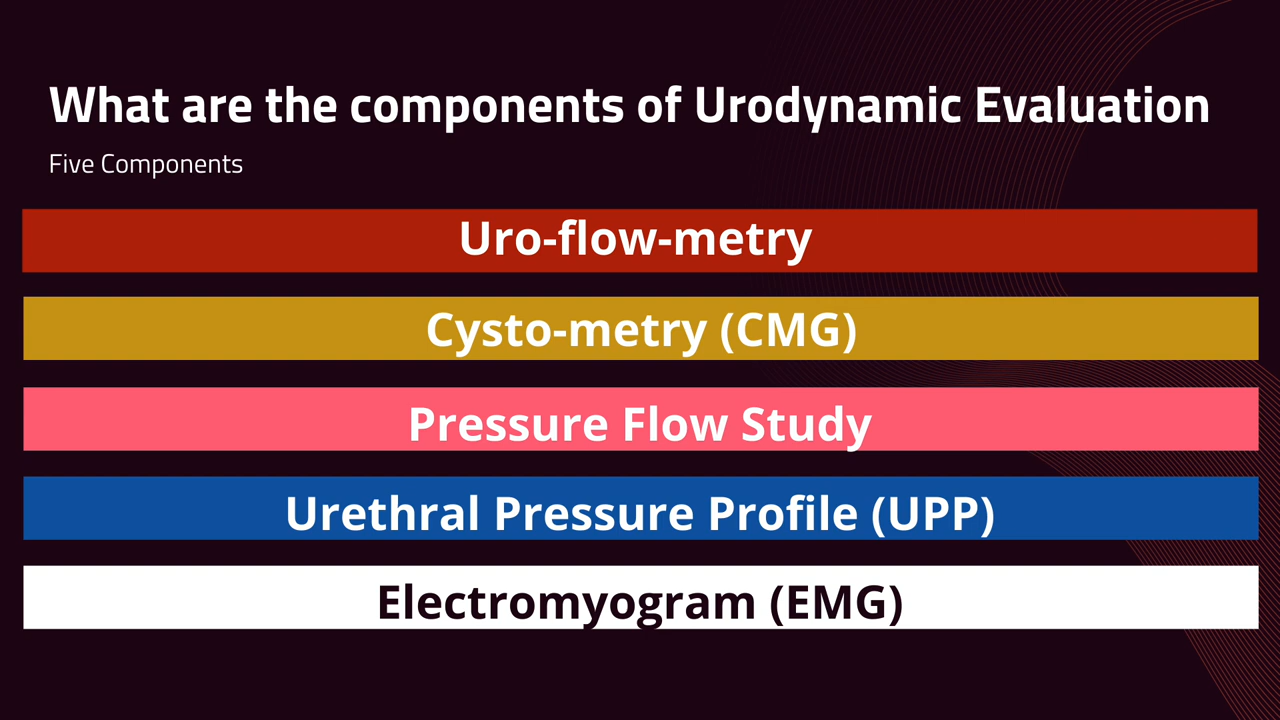 What are the components of Urodynamic Evaluation
Five Components
Uro-flow-metry
Cysto-metry (CMG)
Pressure Flow Study
Urethral Pressure Profile (UPP)
Electromyogram (EMG)